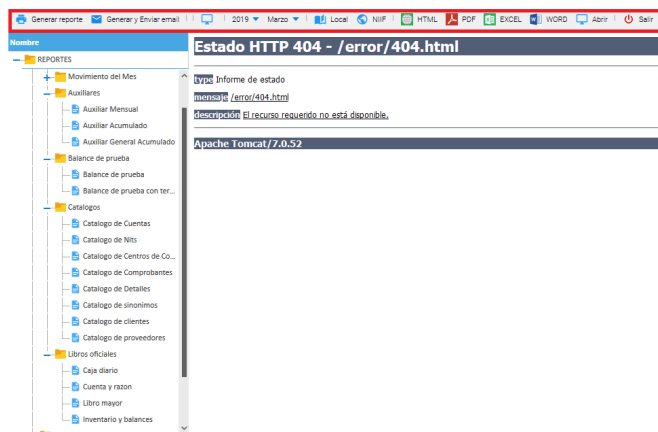 Generar reporte Generar y Enviar email 2019 Marzo Local NIIF HTML PDF EXCEL WORD Abrir Salir
Nombre
REPORTES
Movimiento del Mes
Auxiliares
Auxiliar Mensual
Auxiliar Acumulado
Auxiliar General Acumulado
Balance de prueba
Balance de prueba
Balance de prueba con ter...
Catalogos
Catalogo de Cuentas
Catalogo de Nits
Catalogo de Centros de Co...
Catalogo de Comprobantes
Catalogo de Detalles
Catalogo de sinonimos
Catalogo de clientes
Catalogo de proveedores
Libros oficiales
Caja diario
Cuenta y razon
Libro mayor
Inventario y balances
Estado HTTP 404 - /error/404.html
type Informe de estado
mensaje /error/404.html
descripción El recurso requerido no está disponible.
Apache Tomcat/7.0.52